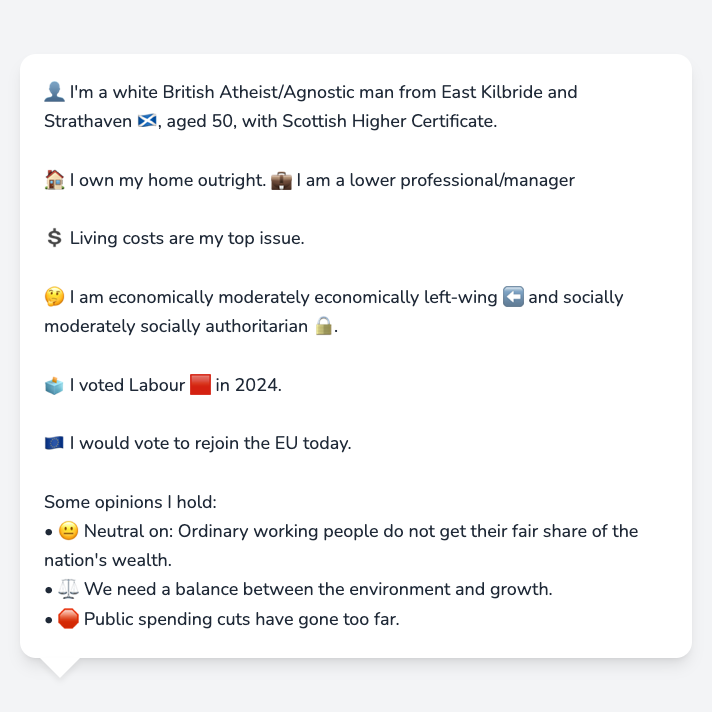 👤 I'm a white British Atheist/Agnostic man from East Kilbride and
Strathaven 🏴󠁧󠁢󠁳󠁣󠁴󠁿, aged 50, with Scottish Higher Certificate.
🏠 I own my home outright. 💼 I am a lower professional/manager
💲 Living costs are my top issue.
🤔 I am economically moderately economically left-wing ⬅️ and socially
moderately socially authoritarian 🔒.
🗳️ I voted Labour 🟥 in 2024.
🇪🇺 I would vote to rejoin the EU today.
Some opinions I hold:
• 😐 Neutral on: Ordinary working people do not get their fair share of the
nation's wealth.
• ⚖️ We need a balance between the environment and growth.
• 🛑 Public spending cuts have gone too far.